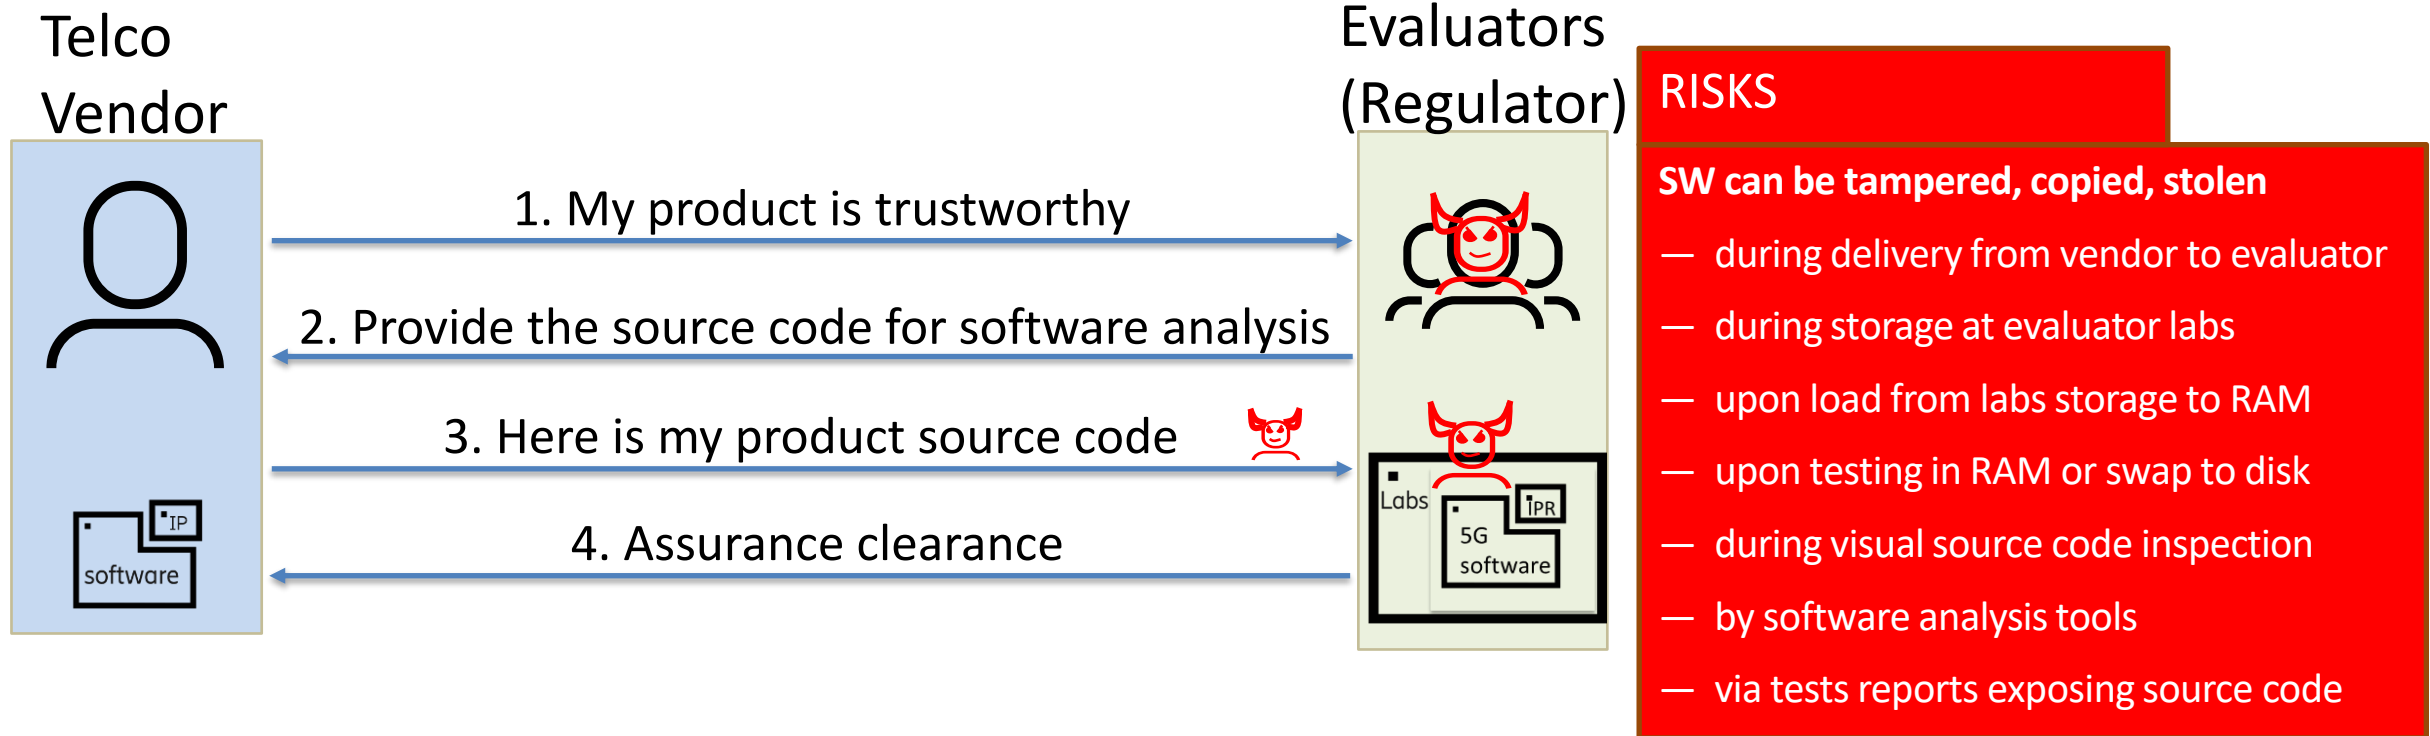 Telco
Vendor
Evaluators
(Regulator)
1. My product is trustworthy
2. Provide the source code for software analysis
3. Here is my product source code
4. Assurance clearance
IP
software
Labs
IPR
5G
software
RISKS
SW can be tampered, copied, stolen
— during delivery from vendor to evaluator
— during storage at evaluator labs
— upon load from labs storage to RAM
— upon testing in RAM or swap to disk
— during visual source code inspection
— by software analysis tools
— via tests reports exposing source code